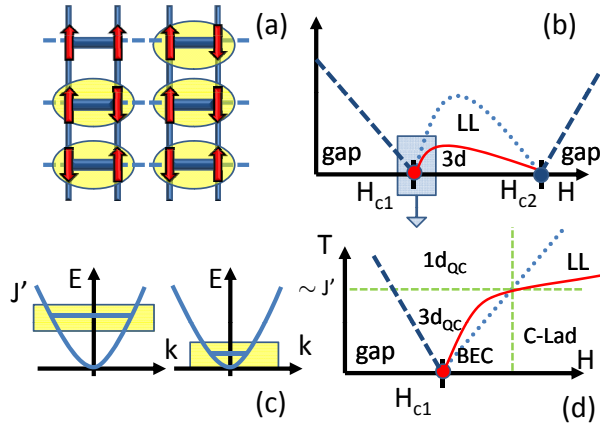 (a)
(b)
LL
gap
3d
gap
H_c1
H_c2
H
E
E
J'
k
k
(c)
T
1d_QC
LL
~ J'
3d_QC
C-Lad
gap
BEC
H
H_c1
(d)